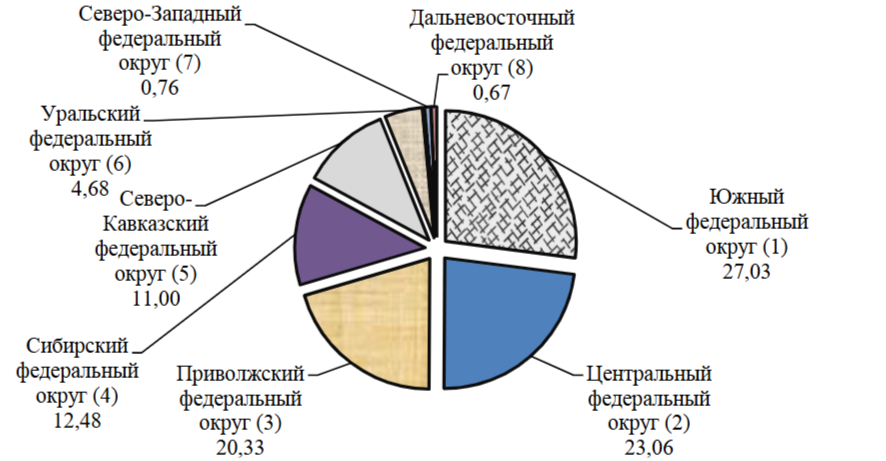 Северо-Западный
федеральный
округ (7)
0,76
Дальневосточный
федеральный
округ (8)
0,67
Уральский
федеральный
округ (6)
4,68
Северо-
Кавказский
федеральный
округ (5)
11,00
Южный
федеральный
округ (1)
27,03
Сибирский
федеральный
округ (4)
12,48
Приволжский
федеральный
округ (3)
20,33
Центральный
федеральный
округ (2)
23,06